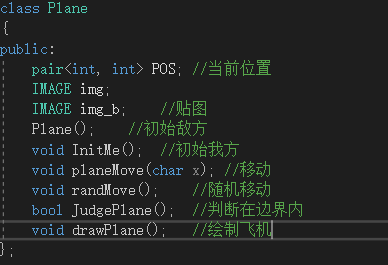 class Plane
{
public:
pair<int, int> POS; //当前位置
IMAGE img;
IMAGE img_b; //贴图
Plane(); //初始敌方
void InitMe(); //初始我方
void planeMove(char x); //移动
void randMove(); //随机移动
bool JudgePlane(); //判断在边界内
void drawPlane(); //绘制飞机
};